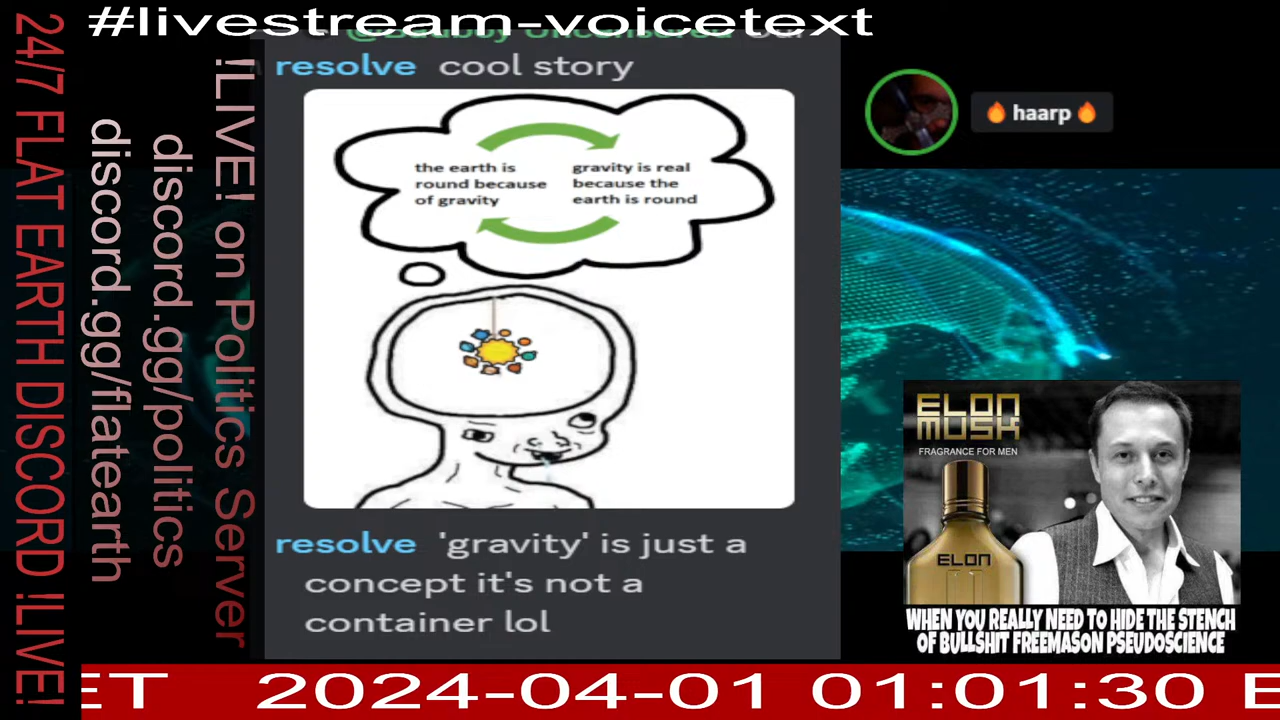 #livestream-voicetext
24/7 FLAT EARTH DISCORD !LIVE!
discord.gg/flatearth
discord.gg/politics
!LIVE! on Politics Server
resolve cool story
the earth is
round because
of gravity
gravity is real
because the
earth is round
resolve 'gravity' is just a
concept it's not a
container lol
🔥 haarp 🔥
ELON
MUSK
FRAGRANCE FOR MEN
ELON
WHEN YOU REALLY NEED TO HIDE THE STENCH
OF BULLSHIT FREEMASON PSEUDOSCIENCE
ET 2024-04-01 01:01:30 E